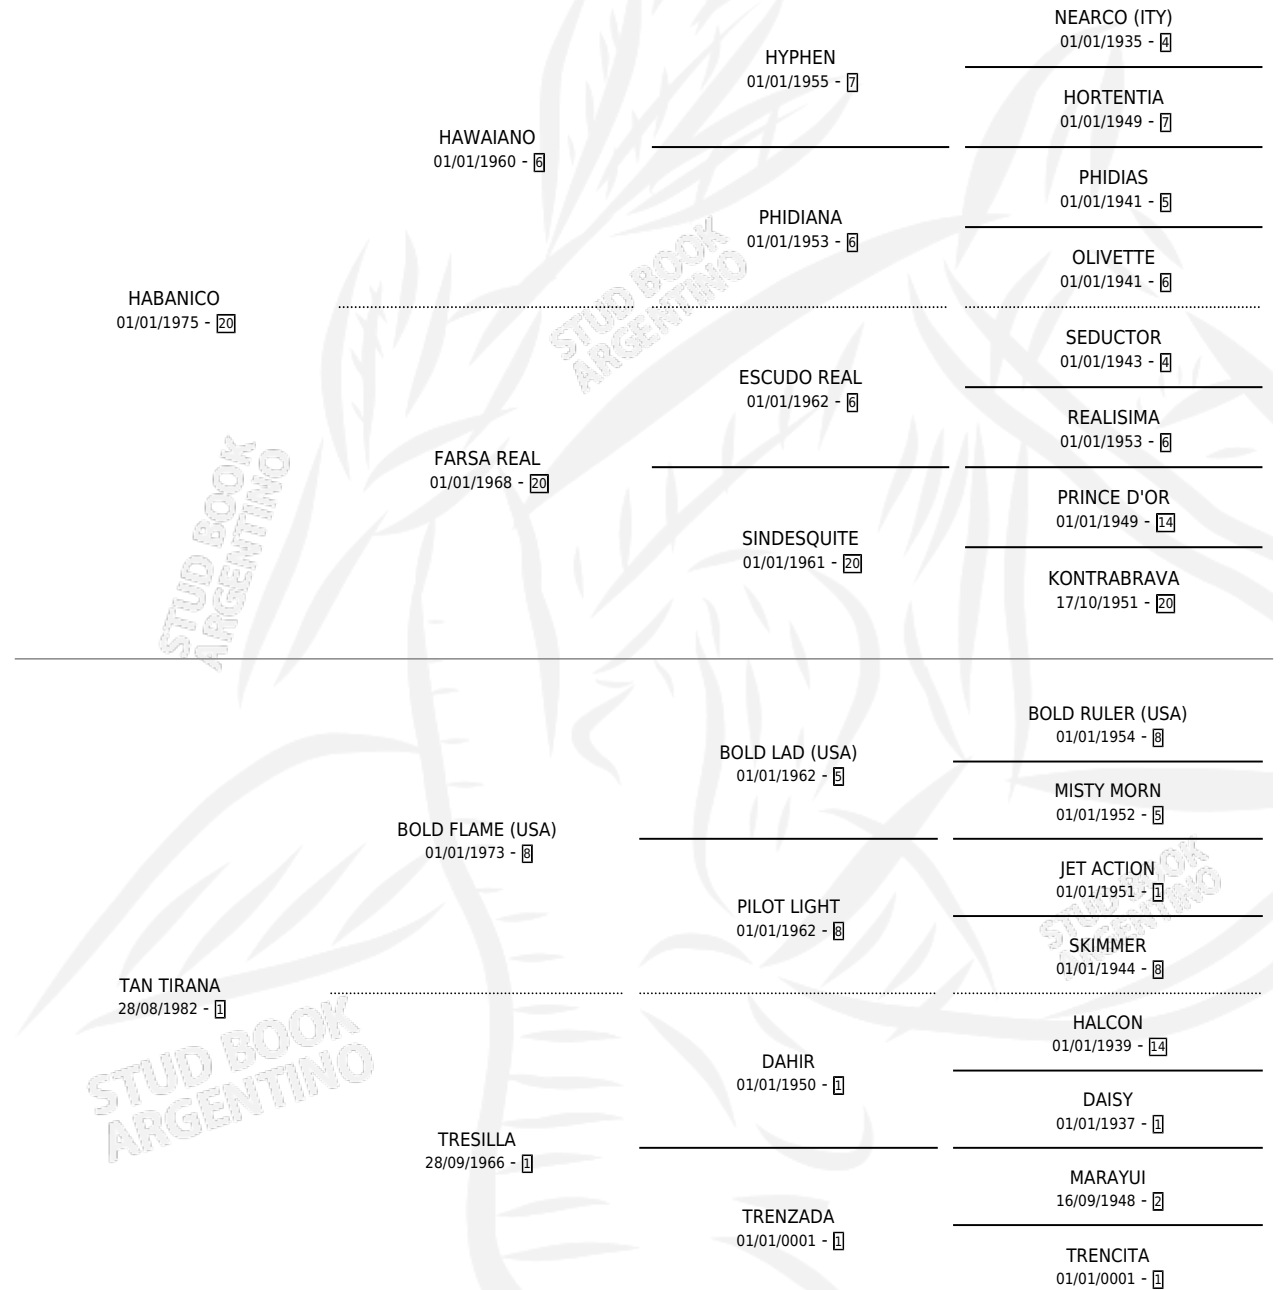 NEARCO (ITY)
01/01/1935 - 4
HYPHEN
01/01/1955 - 7
HORTENTIA
01/01/1949 - 7
HAWAIANO
01/01/1960 - 6
PHIDIAS
01/01/1941 - 5
PHIDIANA
01/01/1953 - 6
OLIVETTE
01/01/1941 - 6
HABANICO
01/01/1975 - 20
SEDUCTOR
01/01/1943 - 4
ESCUDO REAL
01/01/1962 - 6
REALISIMA
01/01/1953 - 6
FARSA REAL
01/01/1968 - 20
PRINCE D'OR
01/01/1949 - 14
SINDESQUITE
01/01/1961 - 20
KONTRABRAVA
17/10/1951 - 20
STUD BOOK
ARGENTINO
STUD BOOK
ARGENTINO
BOLD RULER (USA)
01/01/1954 - 8
BOLD LAD (USA)
01/01/1962 - 5
MISTY MORN
01/01/1952 - 5
BOLD FLAME (USA)
01/01/1973 - 8
JET ACTION
01/01/1951 - 1
PILOT LIGHT
01/01/1962 - 8
SKIMMER
01/01/1944 - 8
TAN TIRANA
28/08/1982 - 1
HALCON
01/01/1939 - 14
DAHIR
01/01/1950 - 1
DAISY
01/01/1937 - 1
TRESILLA
28/09/1966 - 1
MARAYUI
16/09/1948 - 2
TRENZADA
01/01/0001 - 1
TRENCITA
01/01/0001 - 1
STUD BOOK
ARGENTINO
STUD BOOK
ARGENTINO